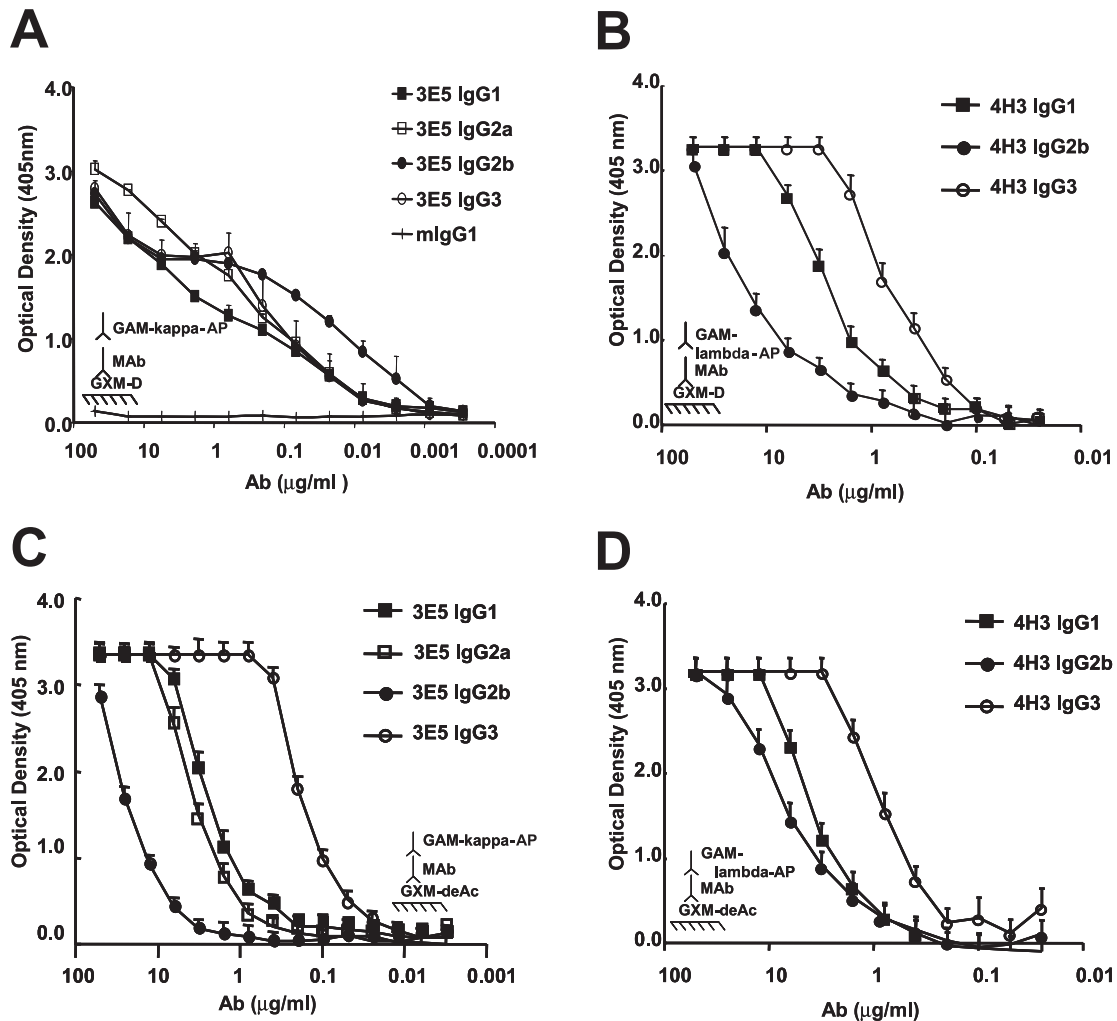 A
4.0
3.0
2.0
1.0
0.0
Optical Density (405nm)
3E5 IgG1
3E5 IgG2a
3E5 IgG2b
3E5 IgG3
mIgG1
GAM-kappa-AP
MAb
GXM-D
100 10 1 0.1 0.01 0.001 0.0001
Ab (μg/ml )
B
4.0
3.0
2.0
1.0
0.0
Optical Density (405 nm)
4H3 IgG1
4H3 IgG2b
4H3 IgG3
GAM-
lambda-AP
MAb
GXM-D
100 10 1 0.1 0.01
Ab (μg/ml)
C
4.0
3.0
2.0
1.0
0.0
Optical Density (405 nm)
3E5 IgG1
3E5 IgG2a
3E5 IgG2b
3E5 IgG3
GAM-kappa-AP
MAb
GXM-deAc
100 10 1 0.1 0.01 0.001
Ab (μg/ml)
D
4.0
3.0
2.0
1.0
0.0
Optical Density (405 nm)
4H3 IgG1
4H3 IgG2b
4H3 IgG3
GAM-
lambda-AP
MAb
GXM-deAc
100 10 1 0.1 0.01
Ab (μg/ml)